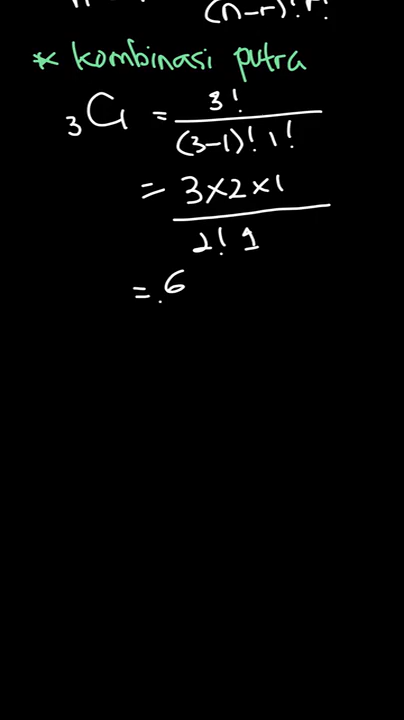 (n-r)! r!
* kombinasi putra
₃C₁ = 3! / (3-1)! 1!
= 3×2×1 / 2! 1
= 6